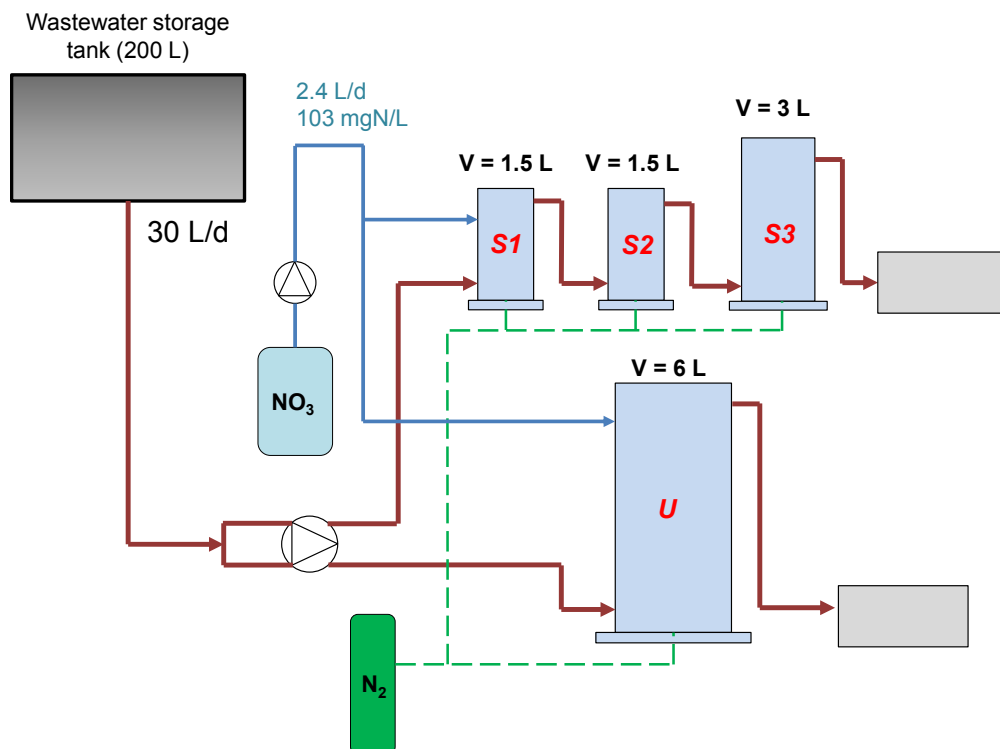 Wastewater storage
tank (200 L)
2.4 L/d
103 mgN/L
V = 3 L
V = 1.5 L
V = 1.5 L
30 L/d
S1
S2
S3
V = 6 L
NO₃
U
N₂